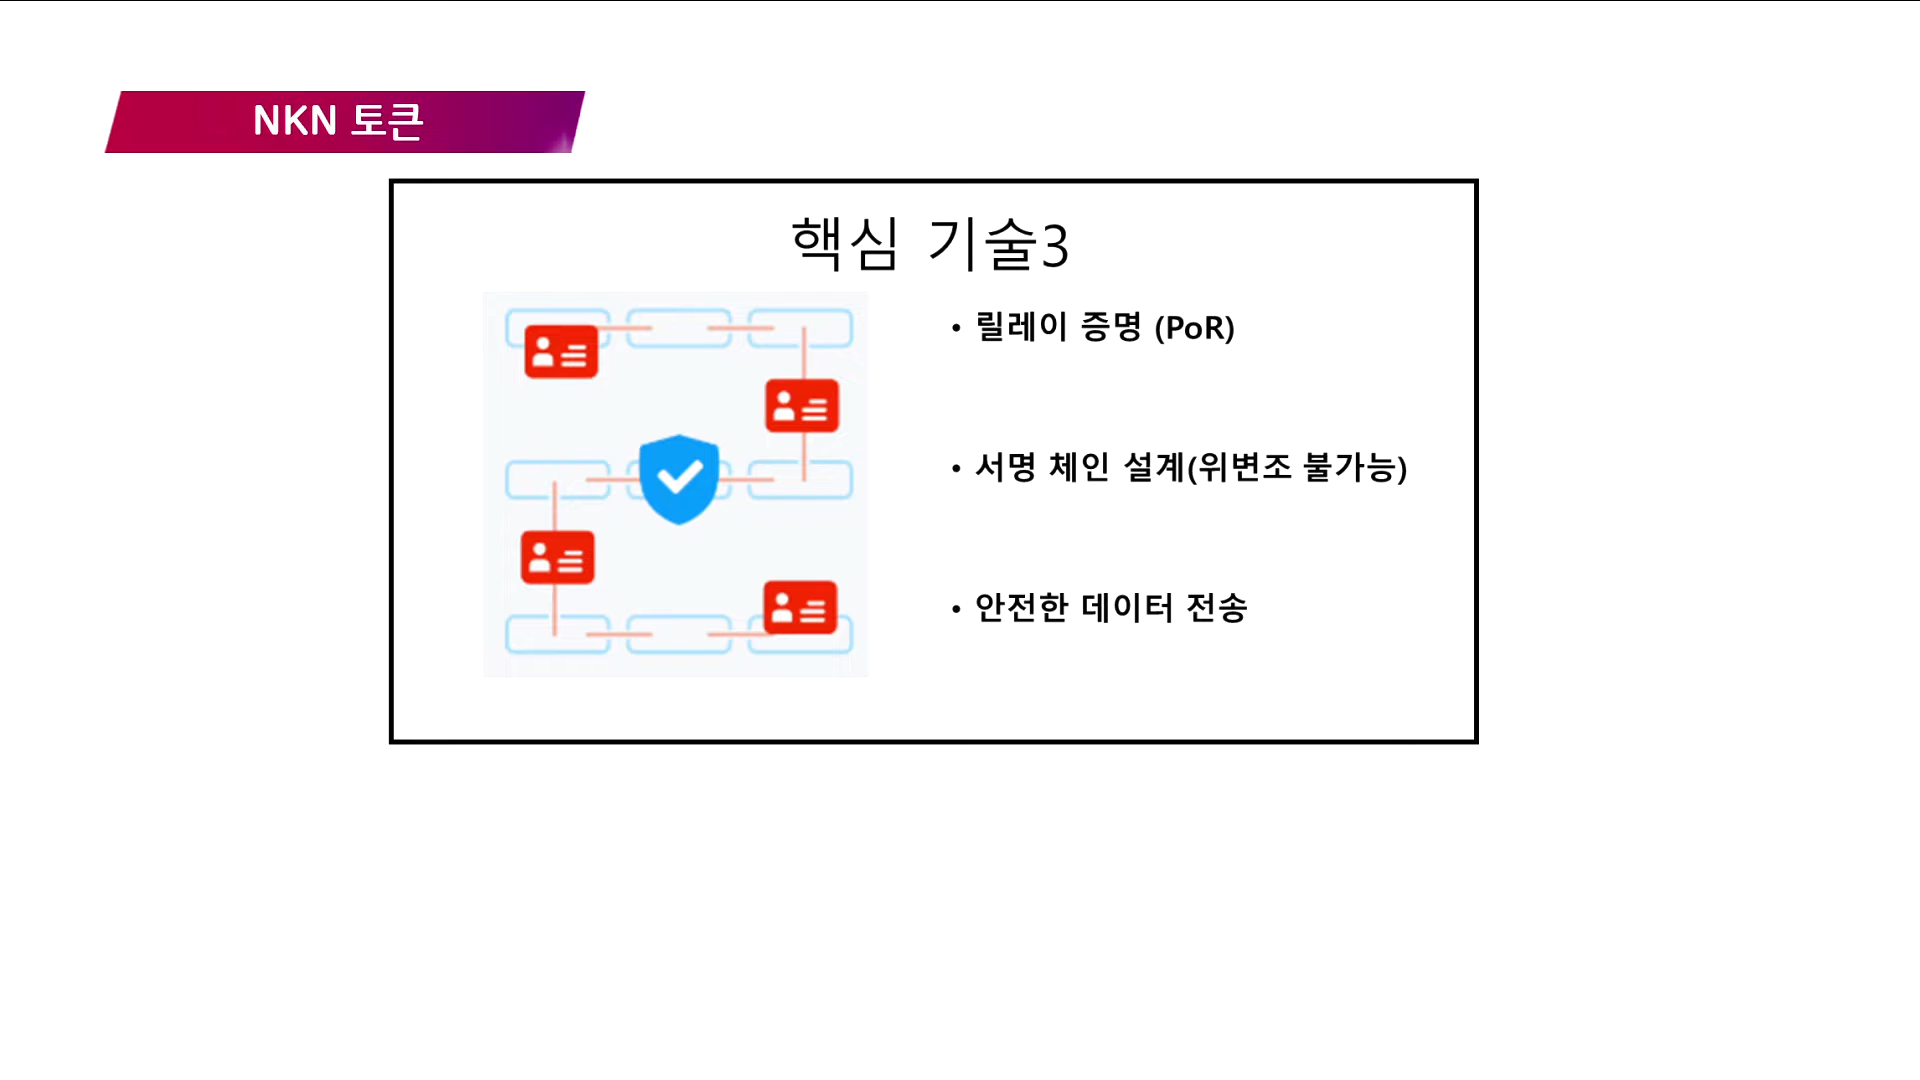 NKN 토큰
핵심 기술3
• 릴레이 증명 (PoR)
• 서명 체인 설계(위변조 불가능)
• 안전한 데이터 전송